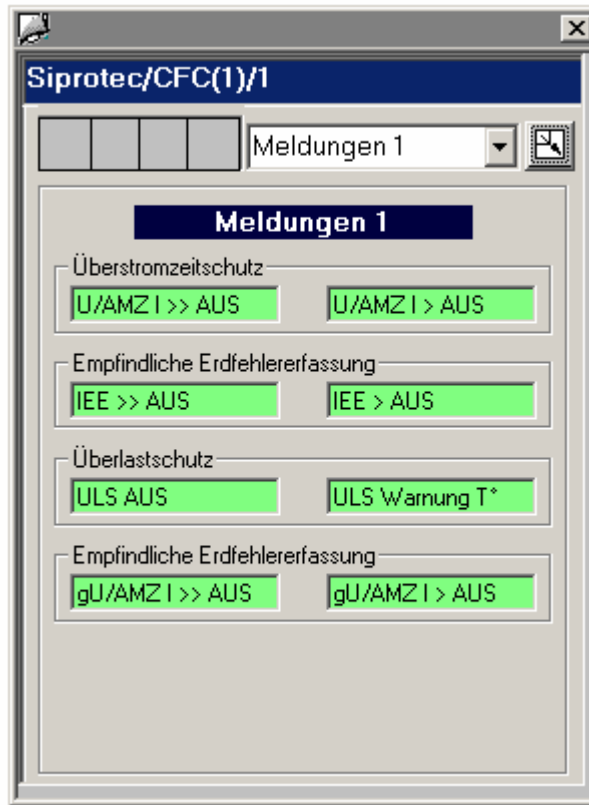 Siprotec/CFC(1)/1
Meldungen 1
Meldungen 1
Überstromzeitschutz
U/AMZ I >> AUS U/AMZ I > AUS
Empfindliche Erdfehlererfassung
IEE >> AUS IEE > AUS
Überlastschutz
ULS AUS ULS Warnung T°
Empfindliche Erdfehlererfassung
gU/AMZ I >> AUS gU/AMZ I > AUS